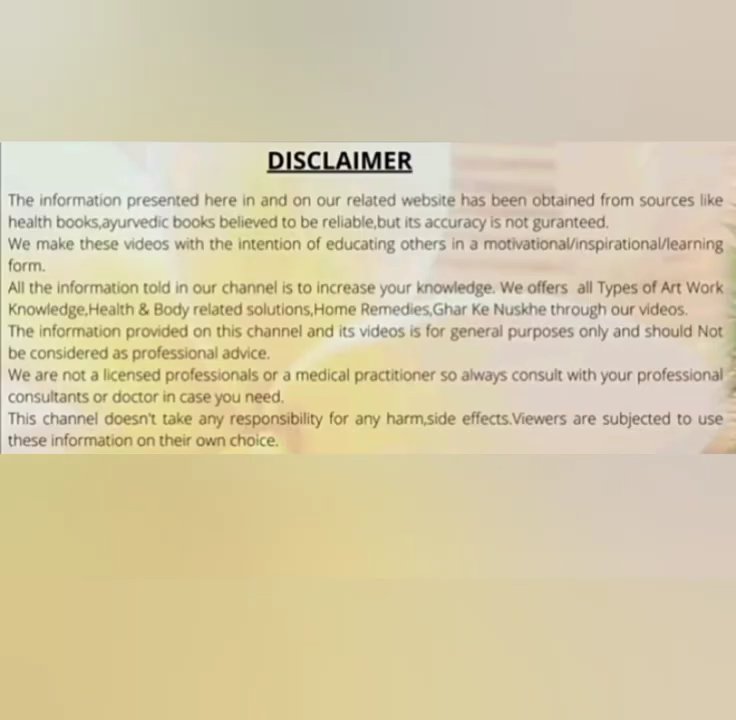 DISCLAIMER
The information presented here in and on our related website has been obtained from sources like
health books,ayurvedic books believed to be reliable,but its accuracy is not guranteed.
We make these videos with the intention of educating others in a motivational/inspirational/learning
form.
All the information told in our channel is to increase your knowledge. We offers all Types of Art Work
Knowledge,Health & Body related solutions,Home Remedies,Ghar Ke Nuskhe through our videos.
The information provided on this channel and its videos is for general purposes only and should Not
be considered as professional advice.
We are not a licensed professionals or a medical practitioner so always consult with your professional
consultants or doctor in case you need.
This channel doesn't take any responsibility for any harm,side effects.Viewers are subjected to use
these information on their own choice.